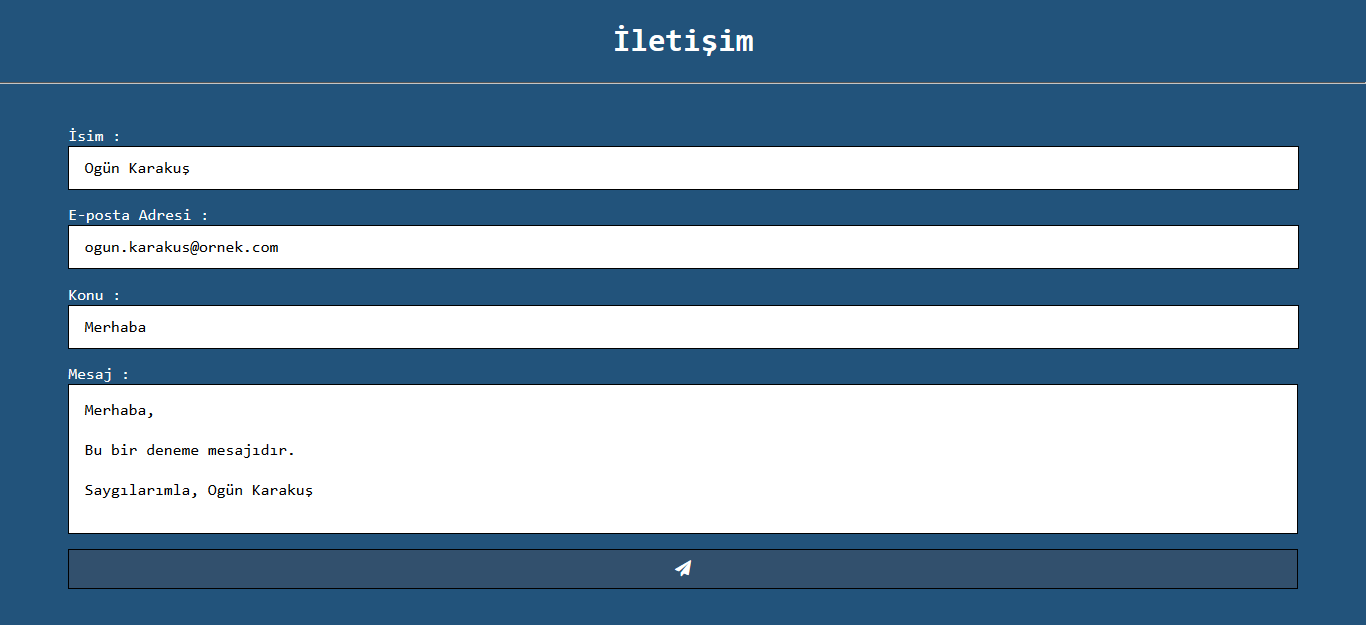 İletişim
İsim :
Ogün Karakuş
E-posta Adresi :
ogun.karakus@ornek.com
Konu :
Merhaba
Mesaj :
Merhaba,
Bu bir deneme mesajıdır.
Saygılarımla, Ogün Karakuş